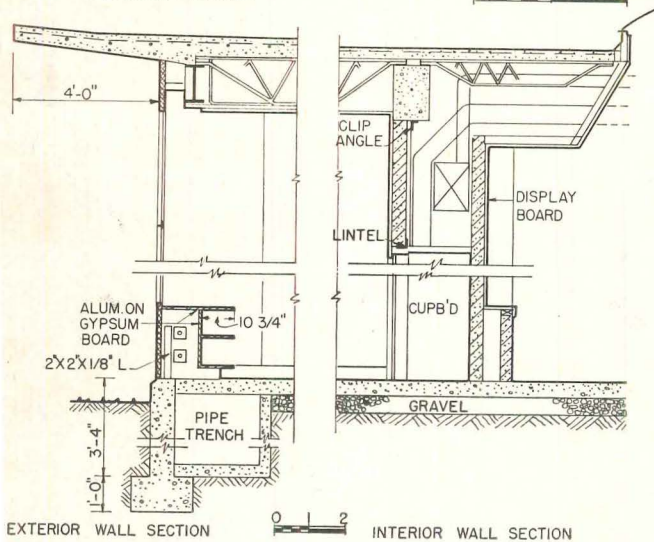 4'-0"
CLIP
ANGLE
DISPLAY
BOARD
LINTEL
ALUM. ON
GYPSUM
BOARD
10 3/4"
CUPB'D
2"X2"X1/8" L
GRAVEL
PIPE
TRENCH
3'-4"
1'-0"
0 1 2
EXTERIOR WALL SECTION
INTERIOR WALL SECTION